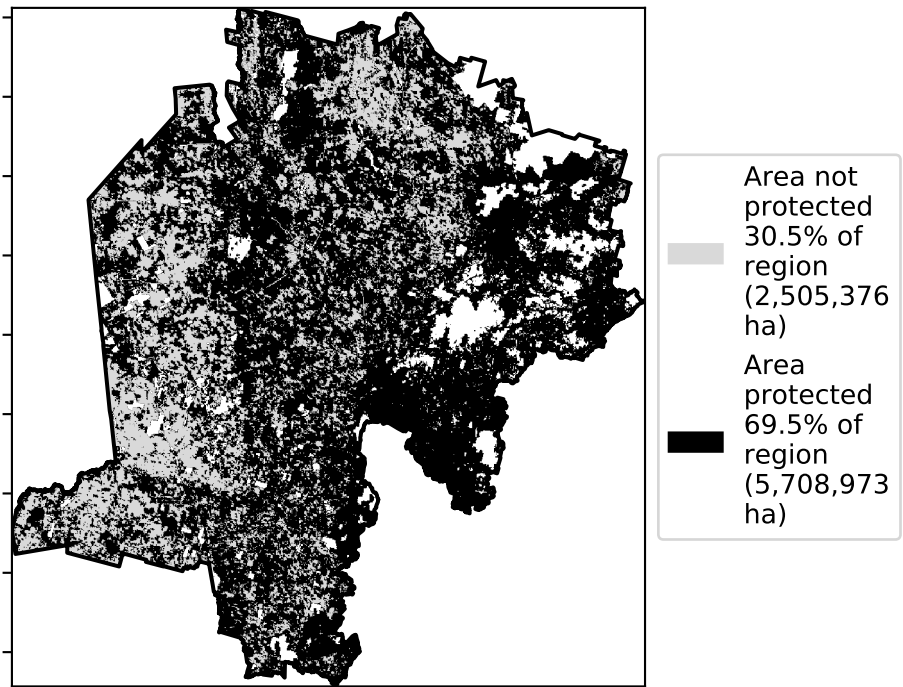 Area not
protected
30.5% of
region
(2,505,376
ha)
Area
protected
69.5% of
region
(5,708,973
ha)